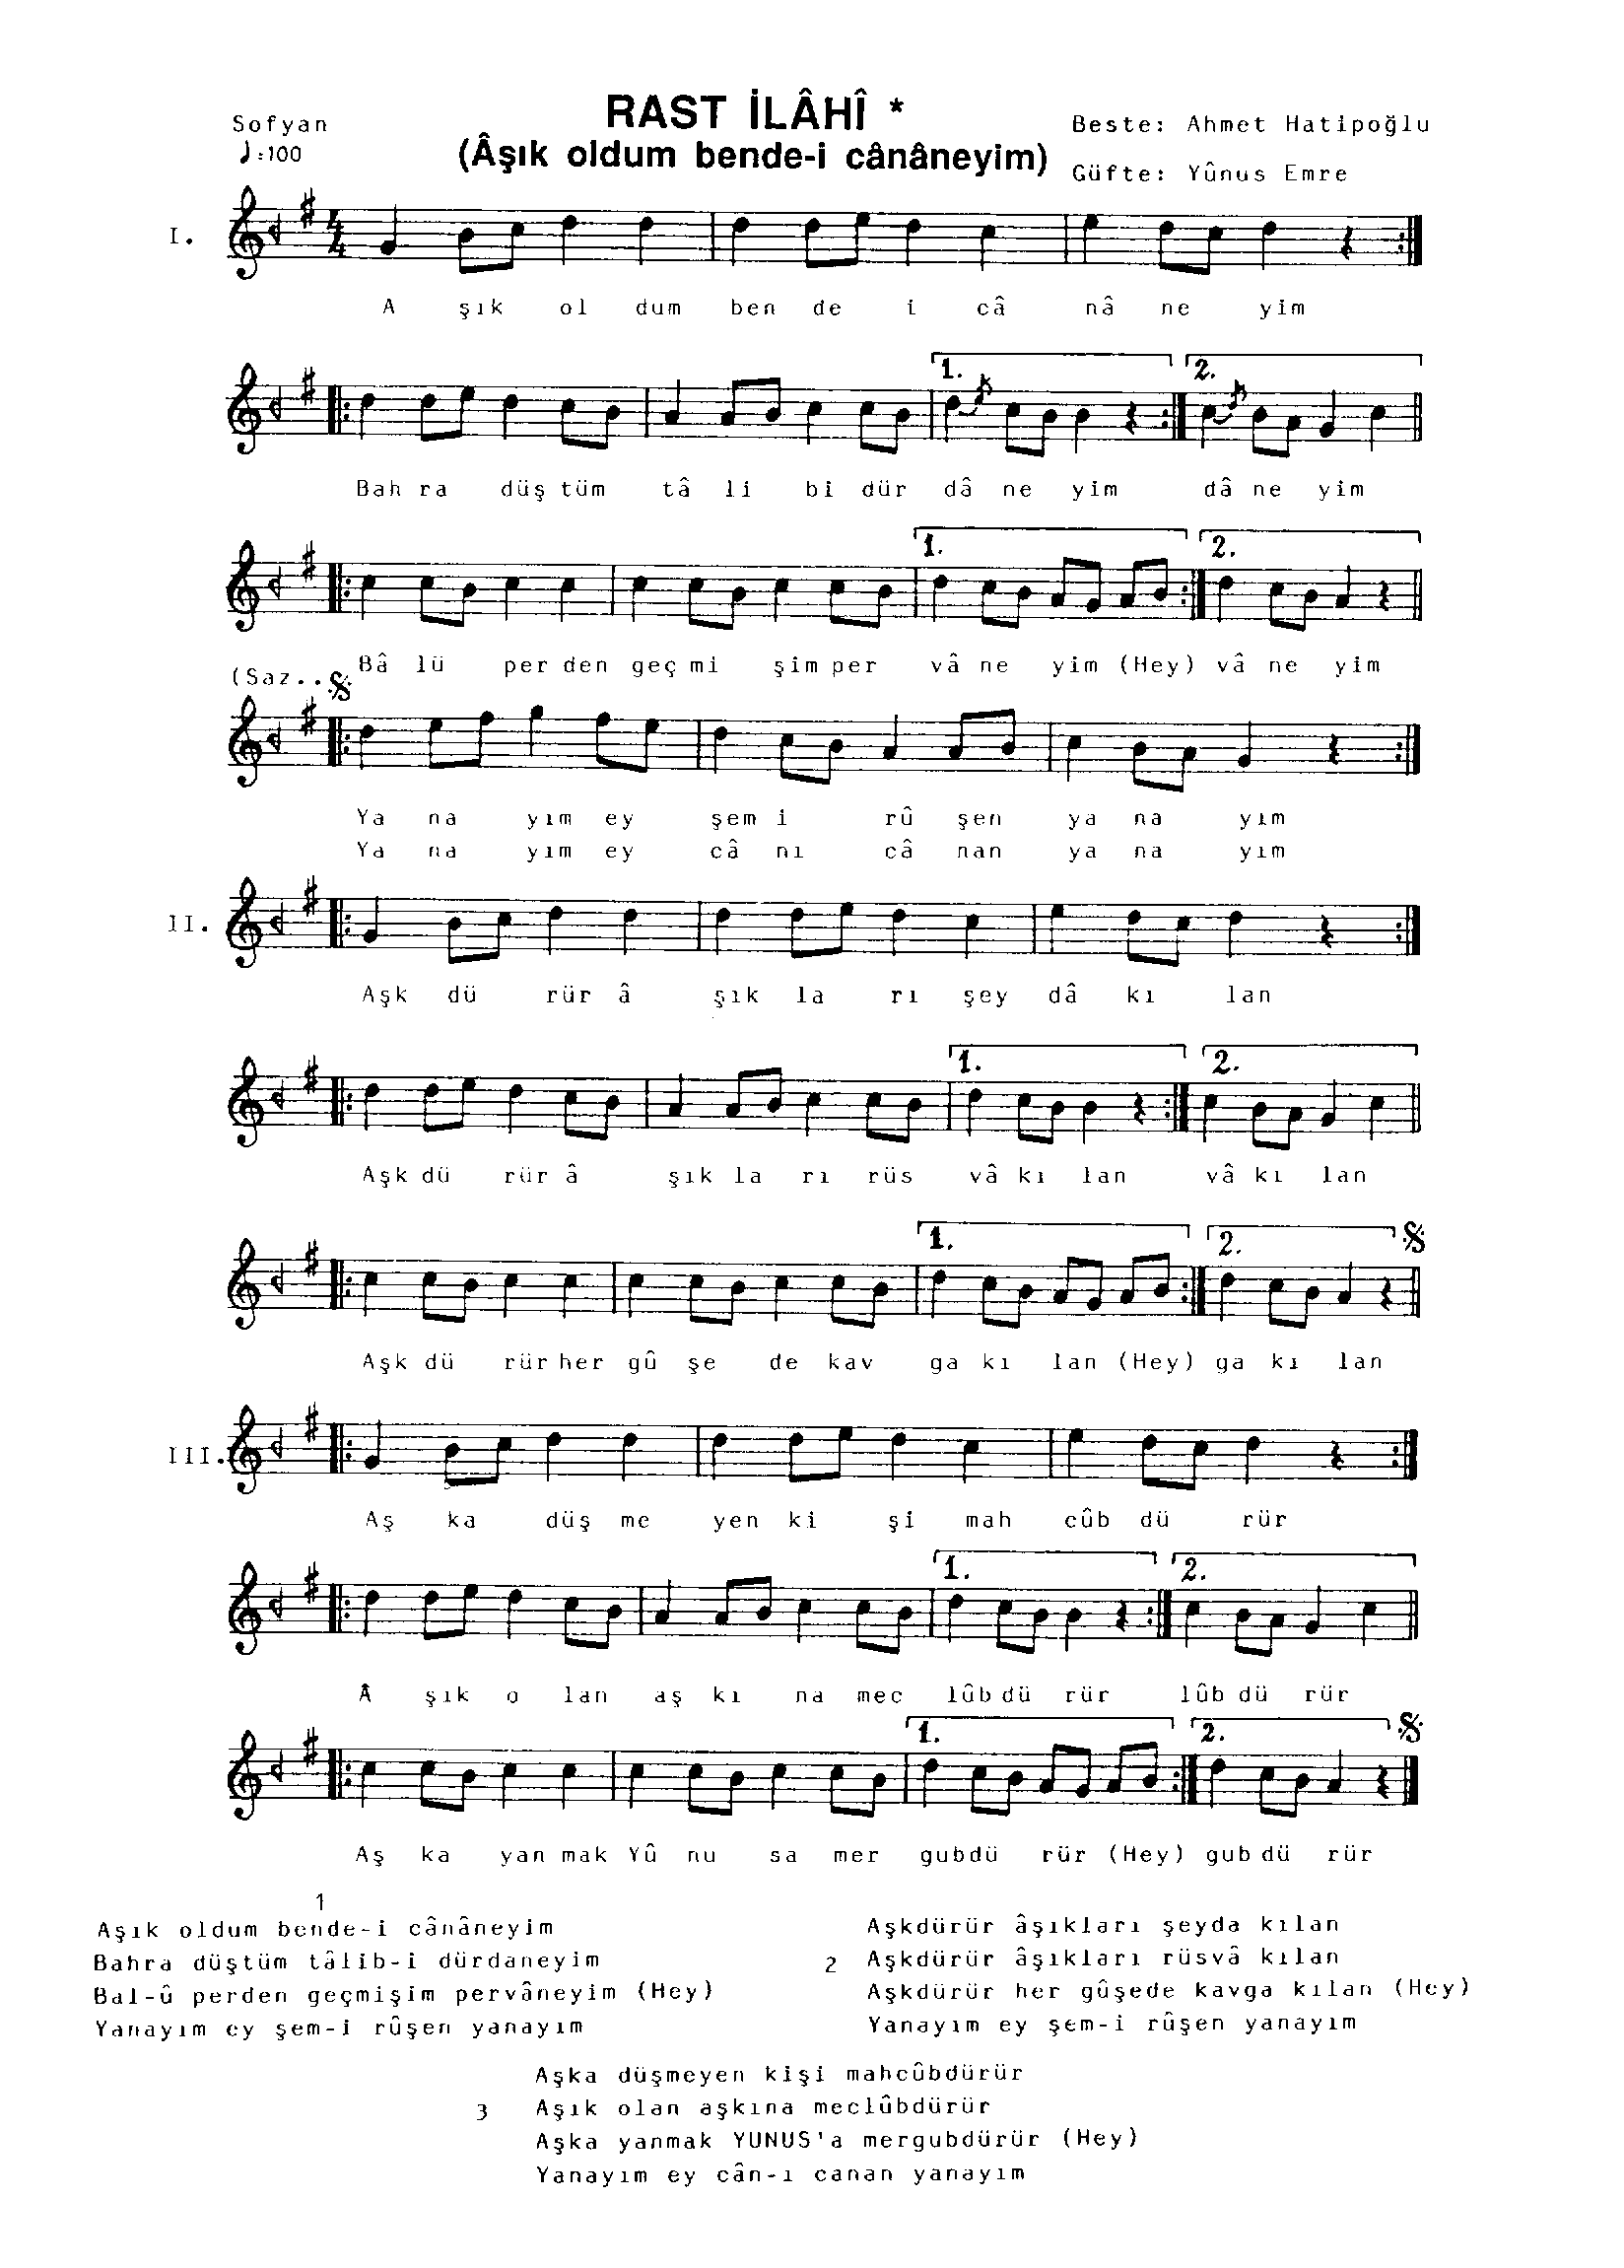 Sofyan
♩:100
RAST İLÂHÎ *
(Âşık oldum bende-i cânâneyim)
Beste: Ahmet Hatipoğlu
Güfte: Yûnus Emre
I.
4
4
A şık ol dum ben de i câ nâ ne yim
1. 2.
Bah ra düş tüm tâ li bi dür dâ ne yim dâ ne yim
1. 2.
Bâ lü per den geç mi şim per vâ ne yim (Hey) vâ ne yim
(Saz..
Ya na yım ey şem i rû şen ya na yım
Ya na yım ey câ nı câ nan ya na yım
II.
Aşk dü rür â şık la rı şey dâ kı lan
1. 2.
Aşk dü rür â şık la rı rüs vâ kı lan vâ kı lan
1. 2.
Aşk dü rür her gû şe de kav ga kı lan (Hey) ga kı lan
III.
Aş ka düş me yen ki şi mah cûb dü rür
1. 2.
Â şık o lan aş kı na mec lûb dü rür lûb dü rür
1. 2.
Aş ka yan mak Yû nu sa mer gub dü rür (Hey) gub dü rür
1
Aşık oldum bende-i cânâneyim
Bahra düştüm tâlib-i dürdaneyim
Bal-û perden geçmişim pervâneyim (Hey)
Yanayım ey şem-i rûşen yanayım
2
Aşkdürür âşıkları şeyda kılan
Aşkdürür âşıkları rüsvâ kılan
Aşkdürür her gûşede kavga kılan (Hey)
Yanayım ey şem-i rûşen yanayım
3
Aşka düşmeyen kişi mahcûbdürür
Aşık olan aşkına meclûbdürür
Aşka yanmak YUNUS'a mergubdürür (Hey)
Yanayım ey cân-ı canan yanayım